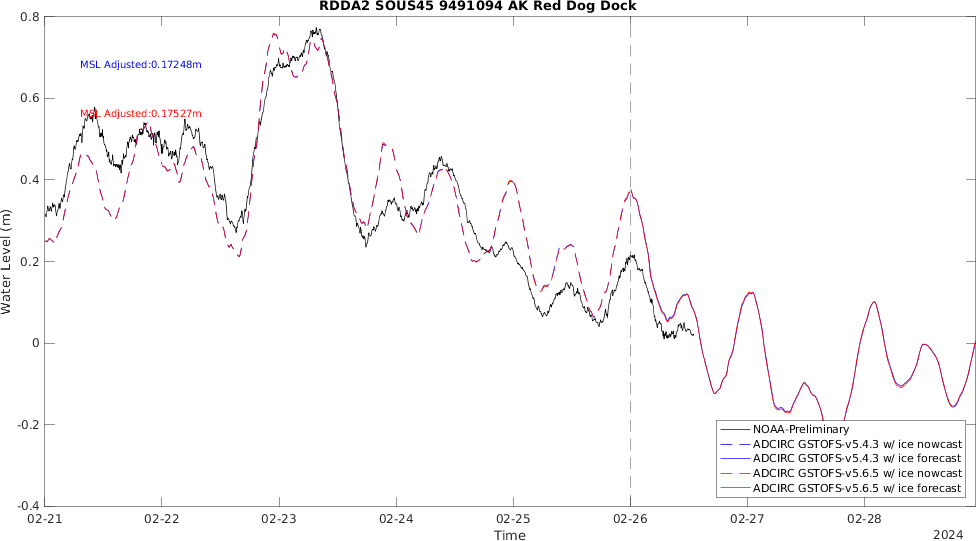 RDDA2 SOUS45 9491094 AK Red Dog Dock
0.8
MSL Adjusted:0.17248m
0.6
MSL Adjusted:0.17527m
0.4
0.2
0
-0.2
-0.4
Water Level (m)
NOAA-Preliminary
ADCIRC GSTOFS-v5.4.3 w/ ice nowcast
ADCIRC GSTOFS-v5.4.3 w/ ice forecast
ADCIRC GSTOFS-v5.6.5 w/ ice nowcast
ADCIRC GSTOFS-v5.6.5 w/ ice forecast
02-21 02-22 02-23 02-24 02-25 02-26 02-27 02-28
Time
2024